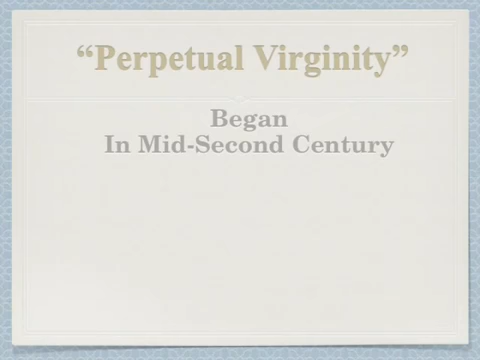 “Perpetual Virginity”
Began
In Mid-Second Century